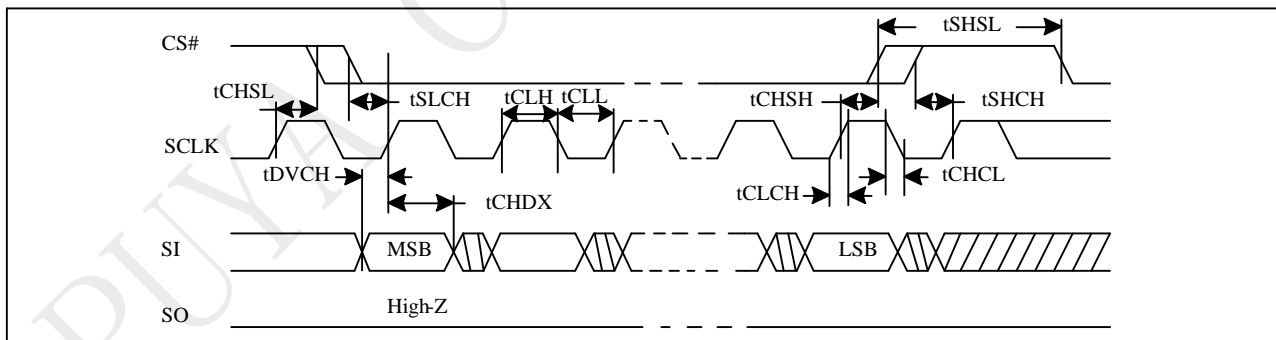 tSHSL
CS#
tCHSL
tSLCH
tCLH
tCLL
tCHSH
tSHCH
SCLK
tDVCH
tCHDX
tCLCH
tCHCL
SI
MSB
LSB
High-Z
SO